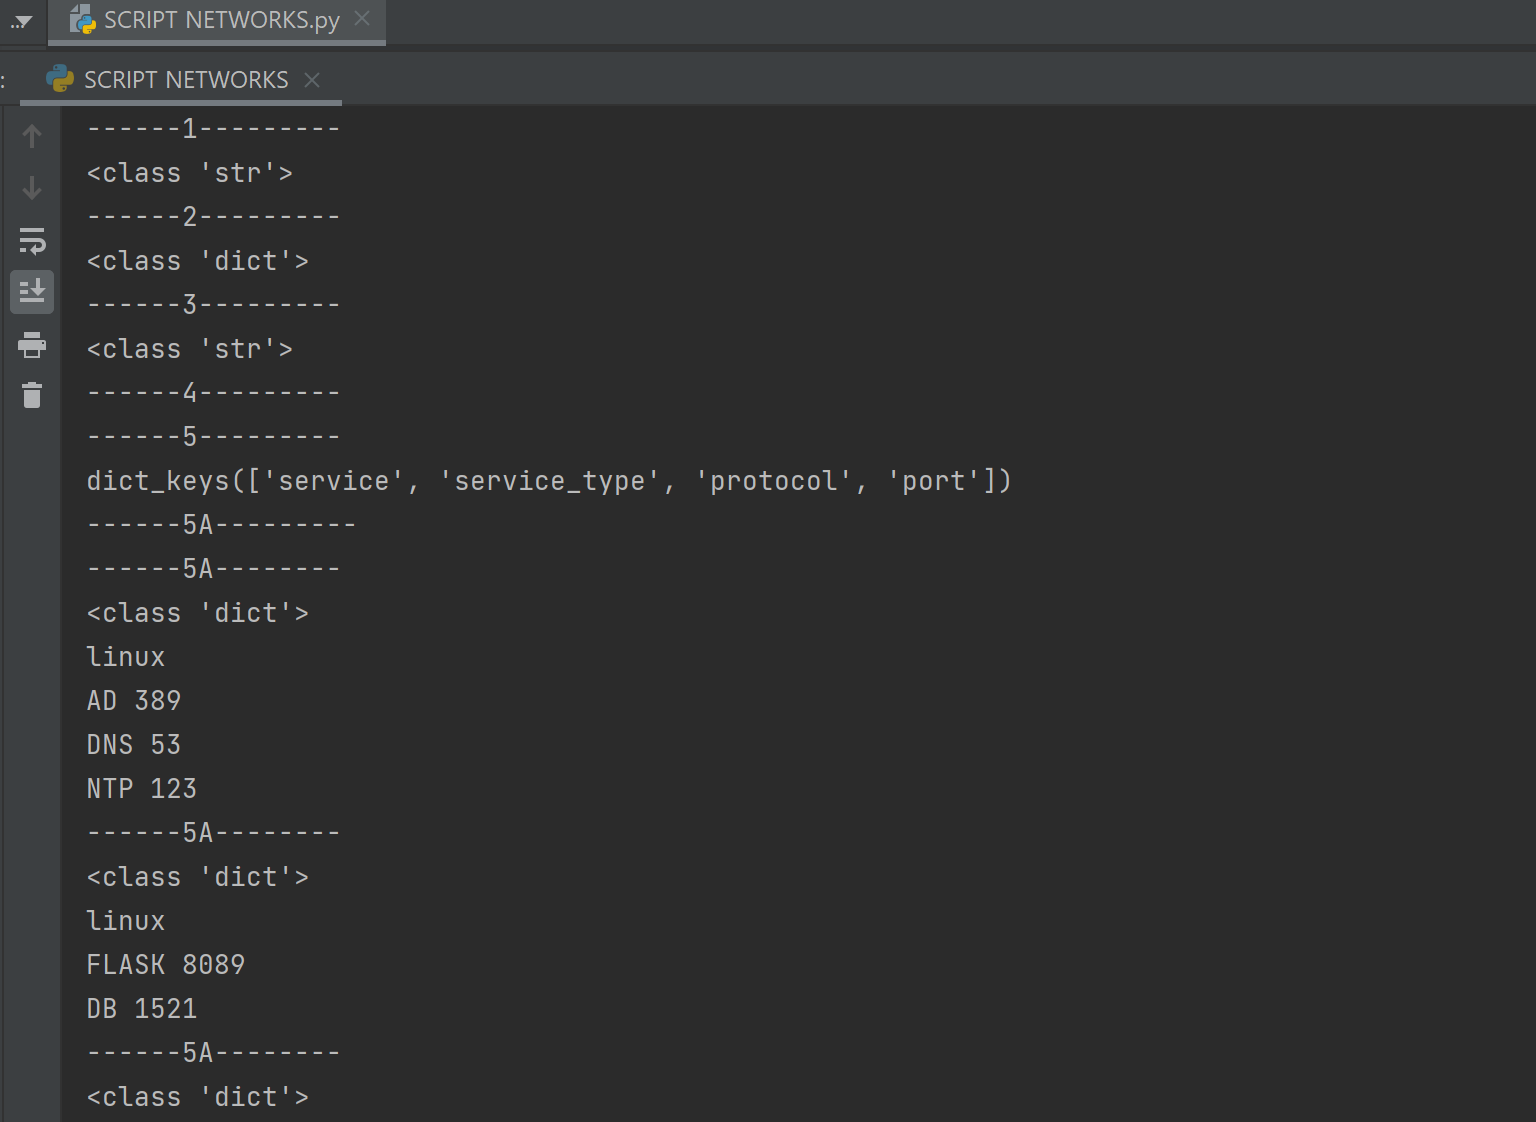 ...
SCRIPT NETWORKS.py
: SCRIPT NETWORKS
------1---------
<class 'str'>
------2---------
<class 'dict'>
------3---------
<class 'str'>
------4---------
------5---------
dict_keys(['service', 'service_type', 'protocol', 'port'])
------5A---------
------5A--------
<class 'dict'>
linux
AD 389
DNS 53
NTP 123
------5A--------
<class 'dict'>
linux
FLASK 8089
DB 1521
------5A--------
<class 'dict'>